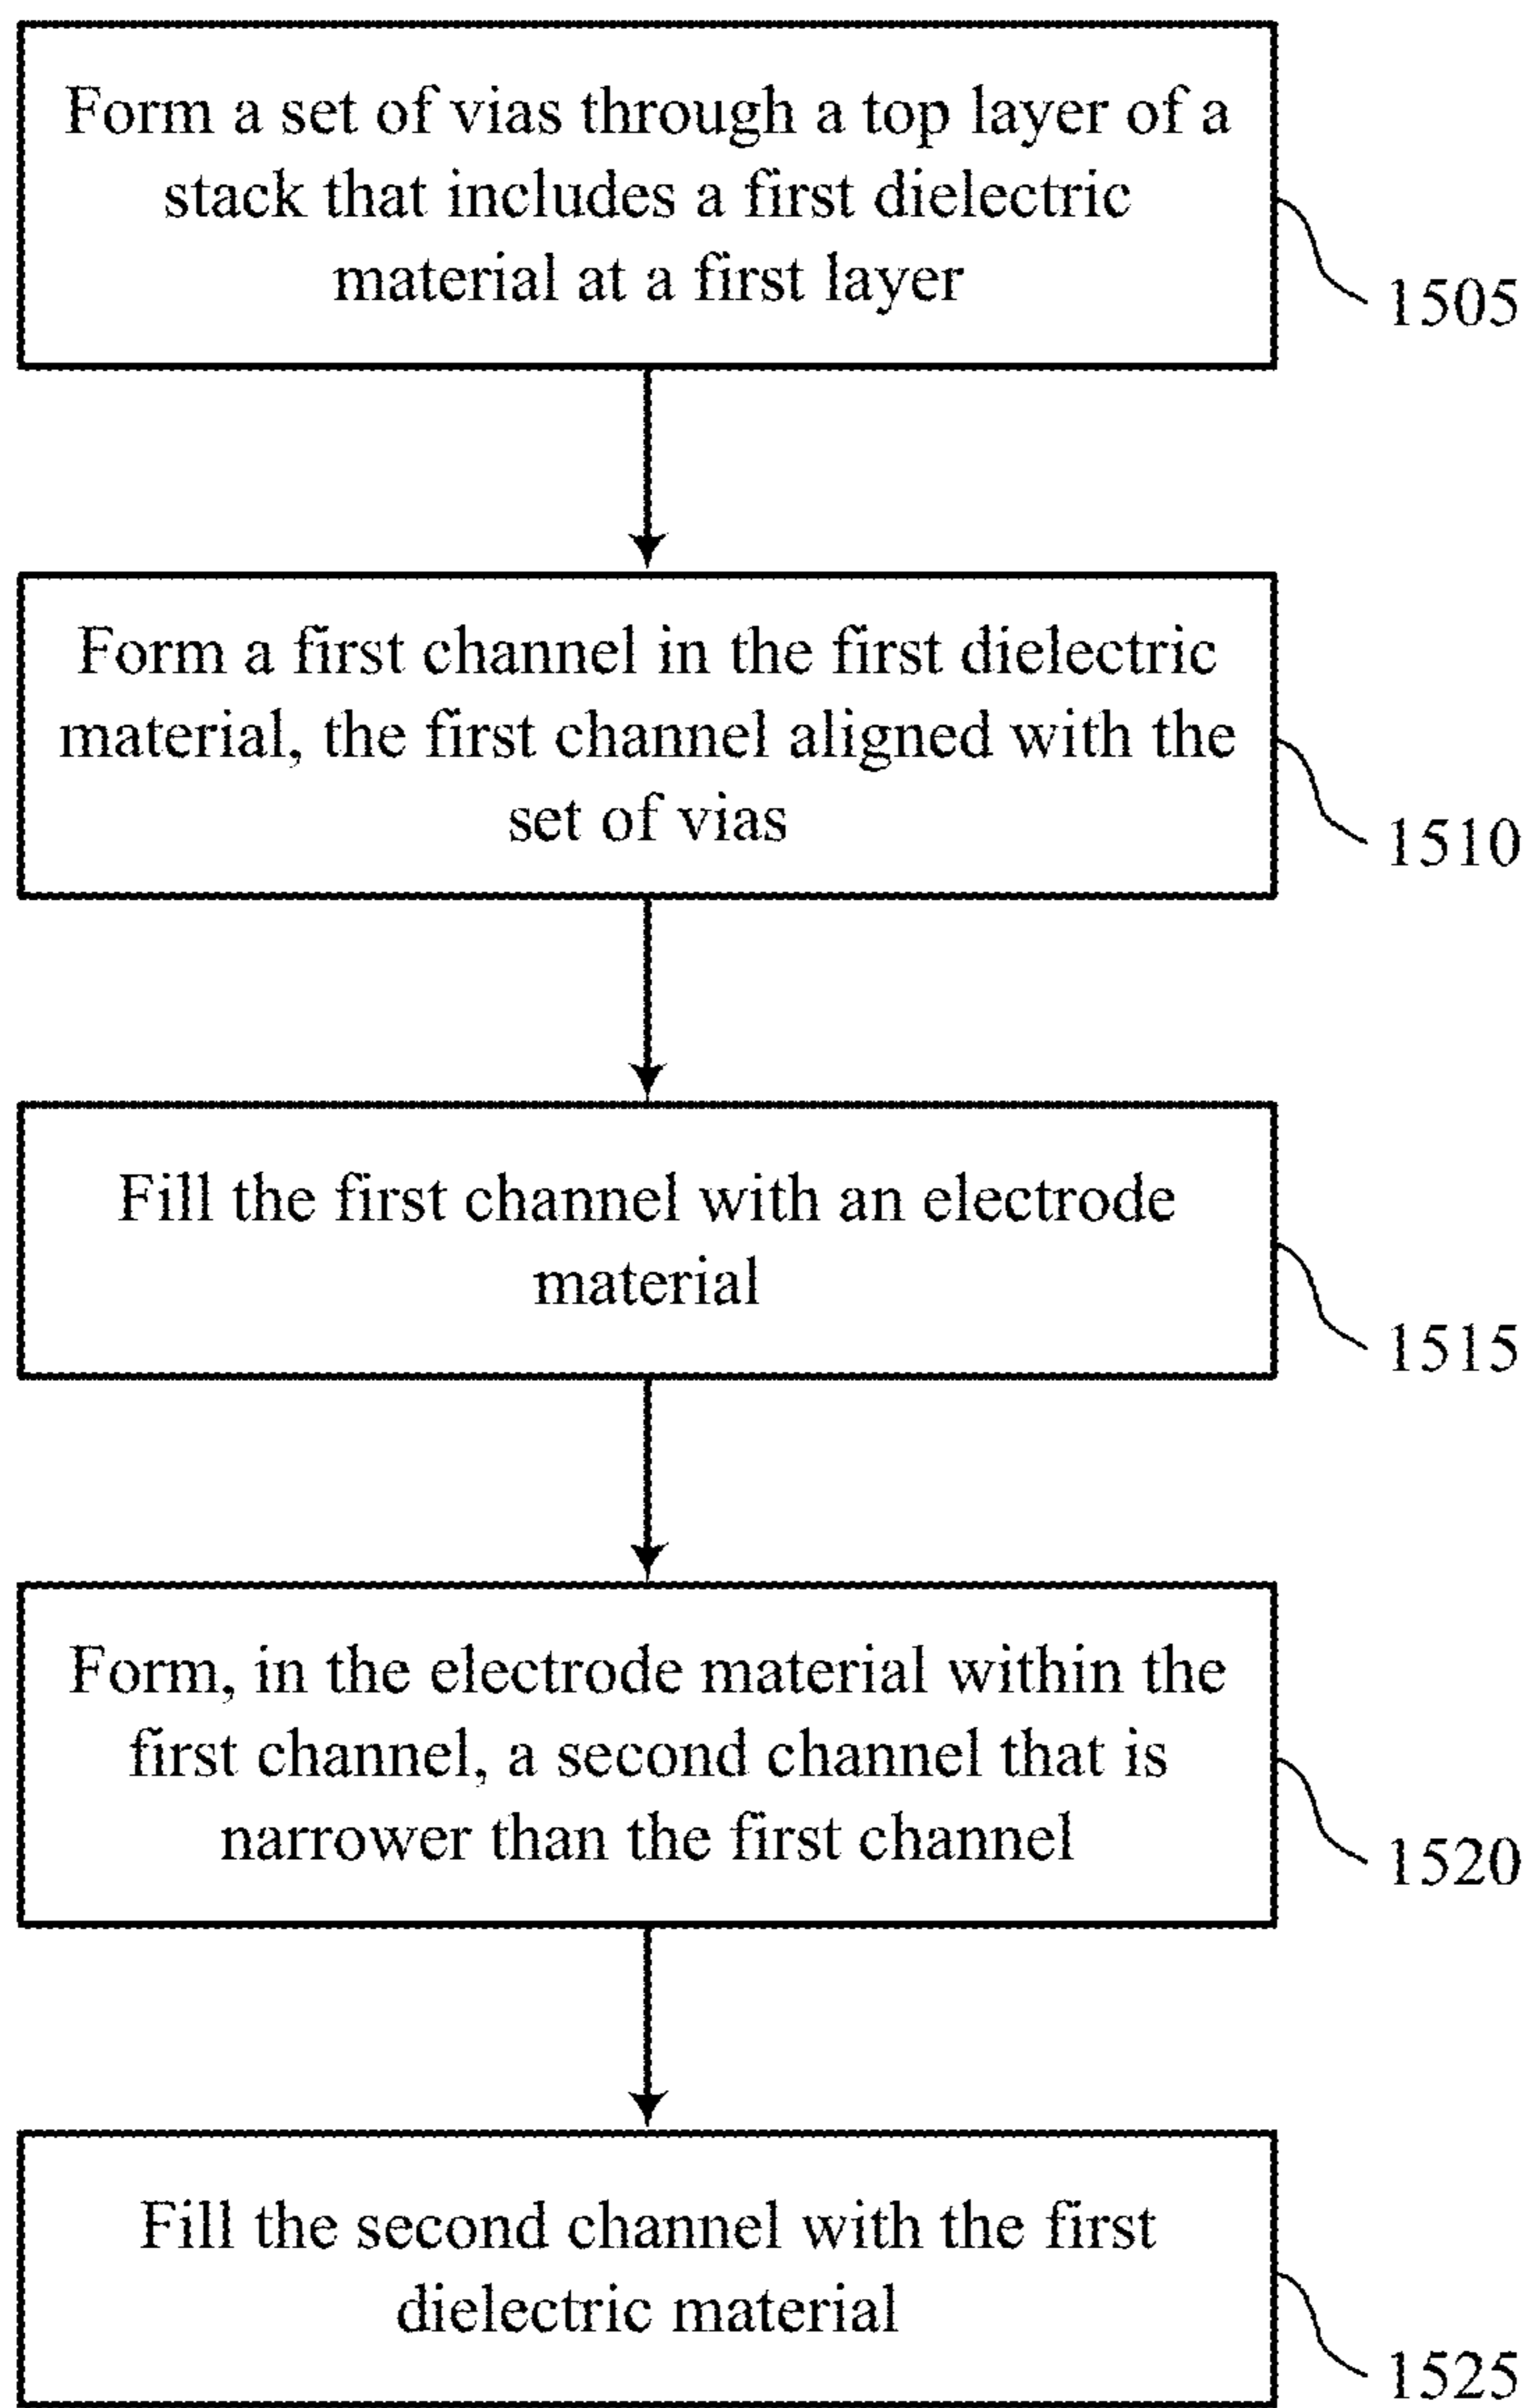 Form a set of vias through a top layer of a
stack that includes a first dielectric
material at a first layer
1505
Form a first channel in the first dielectric
material, the first channel aligned with the
set of vias
1510
Fill the first channel with an electrode
material
1515
Form, in the electrode material within the
first channel, a second channel that is
narrower than the first channel
1520
Fill the second channel with the first
dielectric material
1525